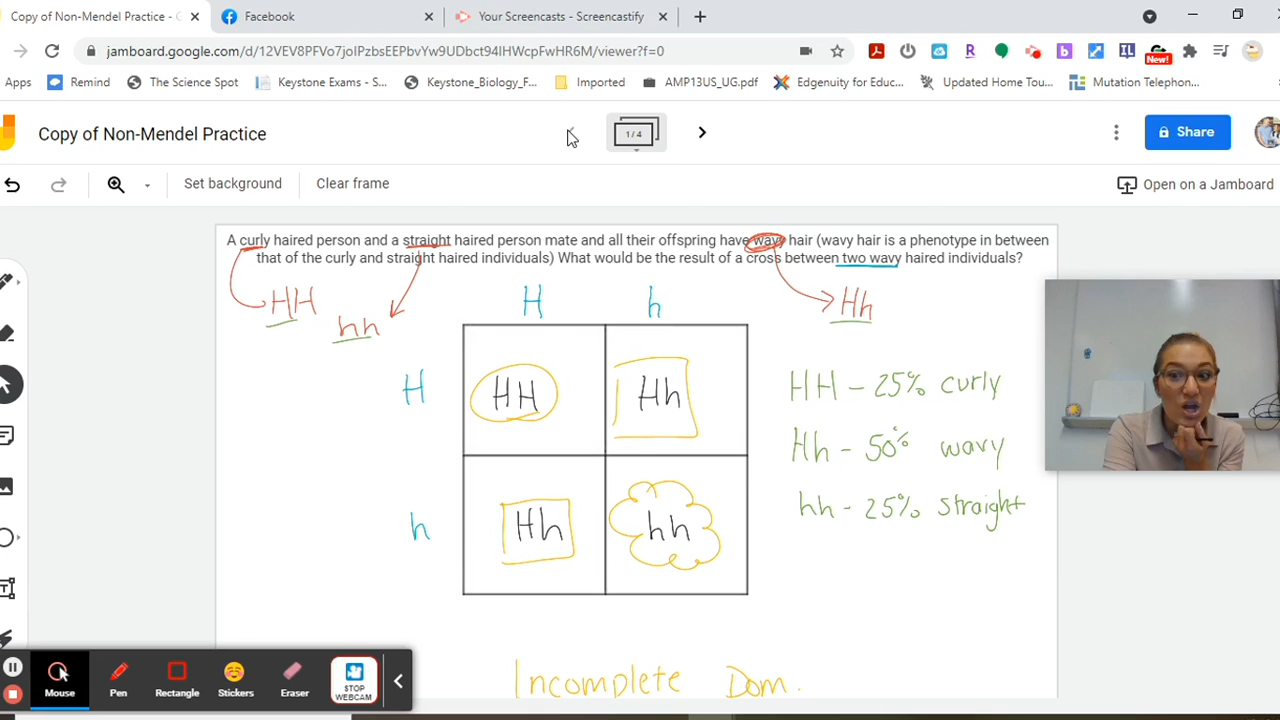 Copy of Non-Mendel Practice - G
Facebook
Your Screencasts - Screencastify
jamboard.google.com/d/12VEV8PFVo7joIPzbsEEPbvYw9UDbct94IHWcpFwHR6M/viewer?f=0
New!
Apps
Remind
The Science Spot
Keystone Exams - S...
Keystone_Biology_F...
Imported
AMP13US_UG.pdf
Edgenuity for Educ...
Updated Home Tou...
Mutation Telephon...
Copy of Non-Mendel Practice
1 / 4
Share
Set background
Clear frame
Open on a Jamboard
A curly haired person and a straight haired person mate and all their offspring have wavy hair (wavy hair is a phenotype in between
that of the curly and straight haired individuals) What would be the result of a cross between two wavy haired individuals?
HH
hh
H
h
Hh
H
HH
Hh
HH - 25% curly
Hh - 50% wavy
h
Hh
hh
hh - 25% straight
Incomplete Dom.
Mouse
Pen
Rectangle
Stickers
Eraser
STOP
WEBCAM